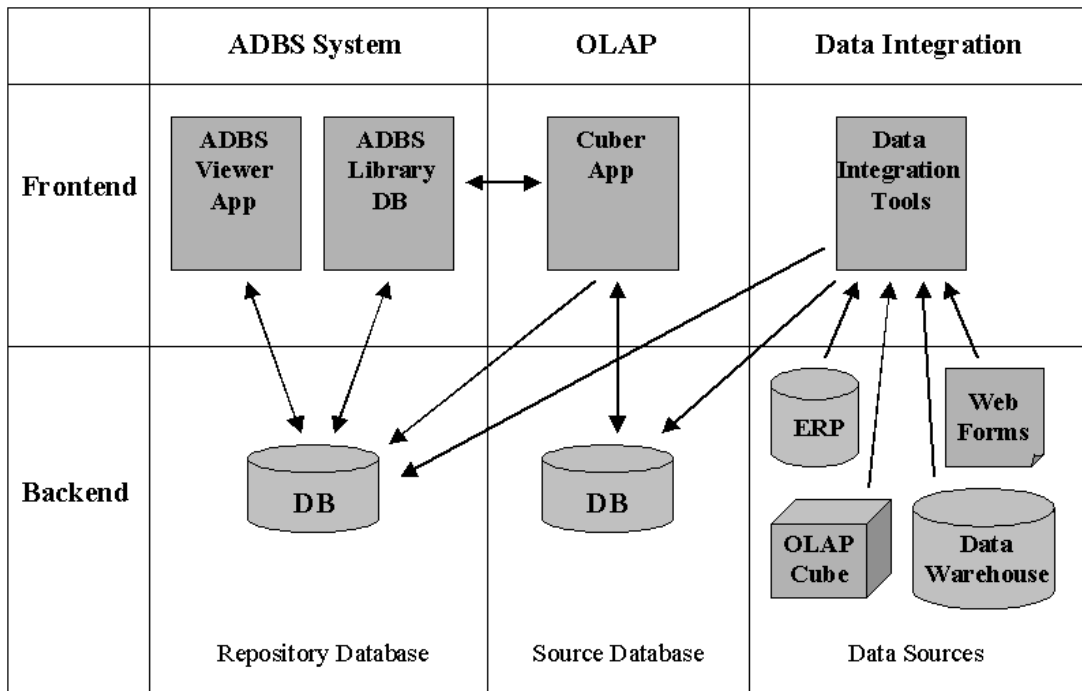 ADBS System
OLAP
Data Integration
Frontend
ADBS
Viewer
App
ADBS
Library
DB
Cuber
App
Data
Integration
Tools
Backend
DB
DB
ERP
Web
Forms
OLAP
Cube
Data
Warehouse
Repository Database
Source Database
Data Sources